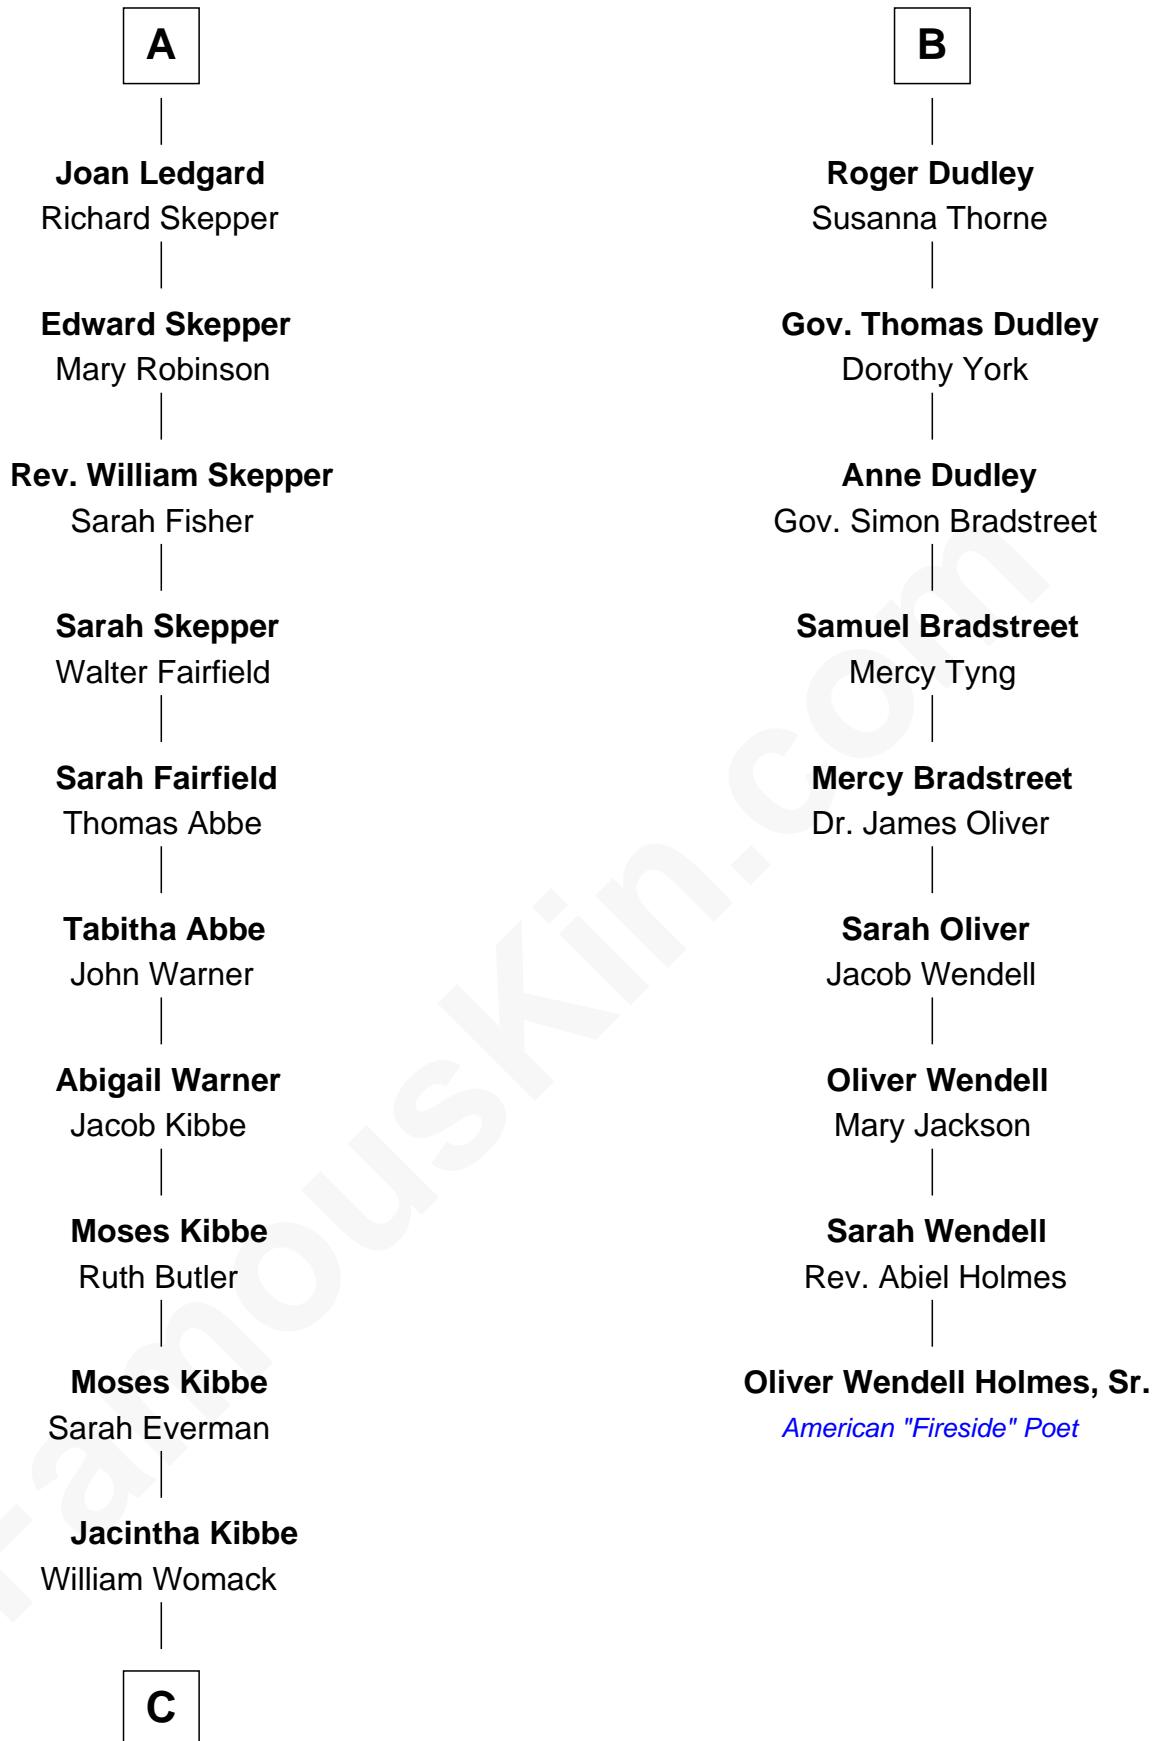 A
Joan Ledgard
Richard Skepper
Edward Skepper
Mary Robinson
Rev. William Skepper
Sarah Fisher
Sarah Skepper
Walter Fairfield
Sarah Fairfield
Thomas Abbe
Tabitha Abbe
John Warner
Abigail Warner
Jacob Kibbe
Moses Kibbe
Ruth Butler
Moses Kibbe
Sarah Everman
Jacintha Kibbe
William Womack
C
B
Roger Dudley
Susanna Thorne
Gov. Thomas Dudley
Dorothy York
Anne Dudley
Gov. Simon Bradstreet
Samuel Bradstreet
Mercy Tyng
Mercy Bradstreet
Dr. James Oliver
Sarah Oliver
Jacob Wendell
Oliver Wendell
Mary Jackson
Sarah Wendell
Rev. Abiel Holmes
Oliver Wendell Holmes, Sr.
American "Fireside" Poet
FamousKin.com